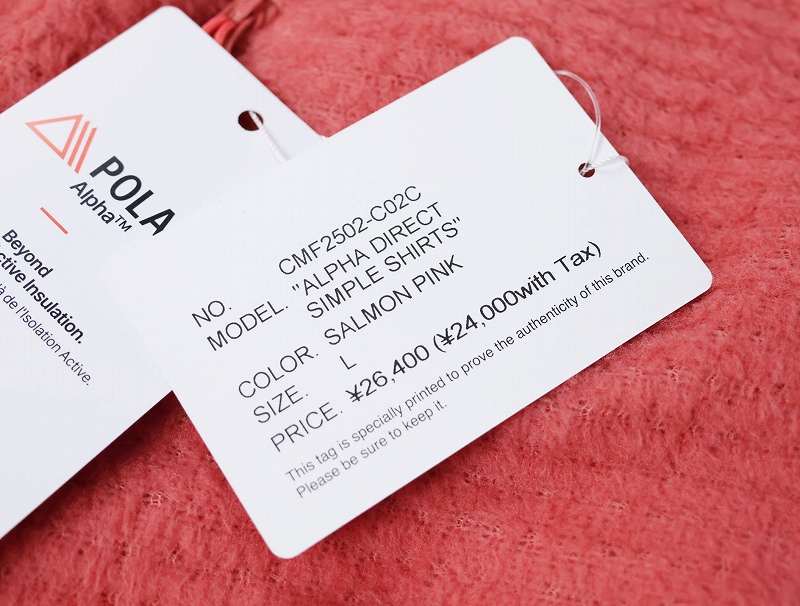 POLA
Alpha™
Beyond
ctive Insulation.
là de l'Isolation Active.
NO. CMF2502-C02C
MODEL. "ALPHA DIRECT
SIMPLE SHIRTS"
COLOR. SALMON PINK
SIZE. L
PRICE. ¥26,400 (¥24,000with Tax)
This tag is specially printed to prove the authenticity of this brand.
Please be sure to keep it.